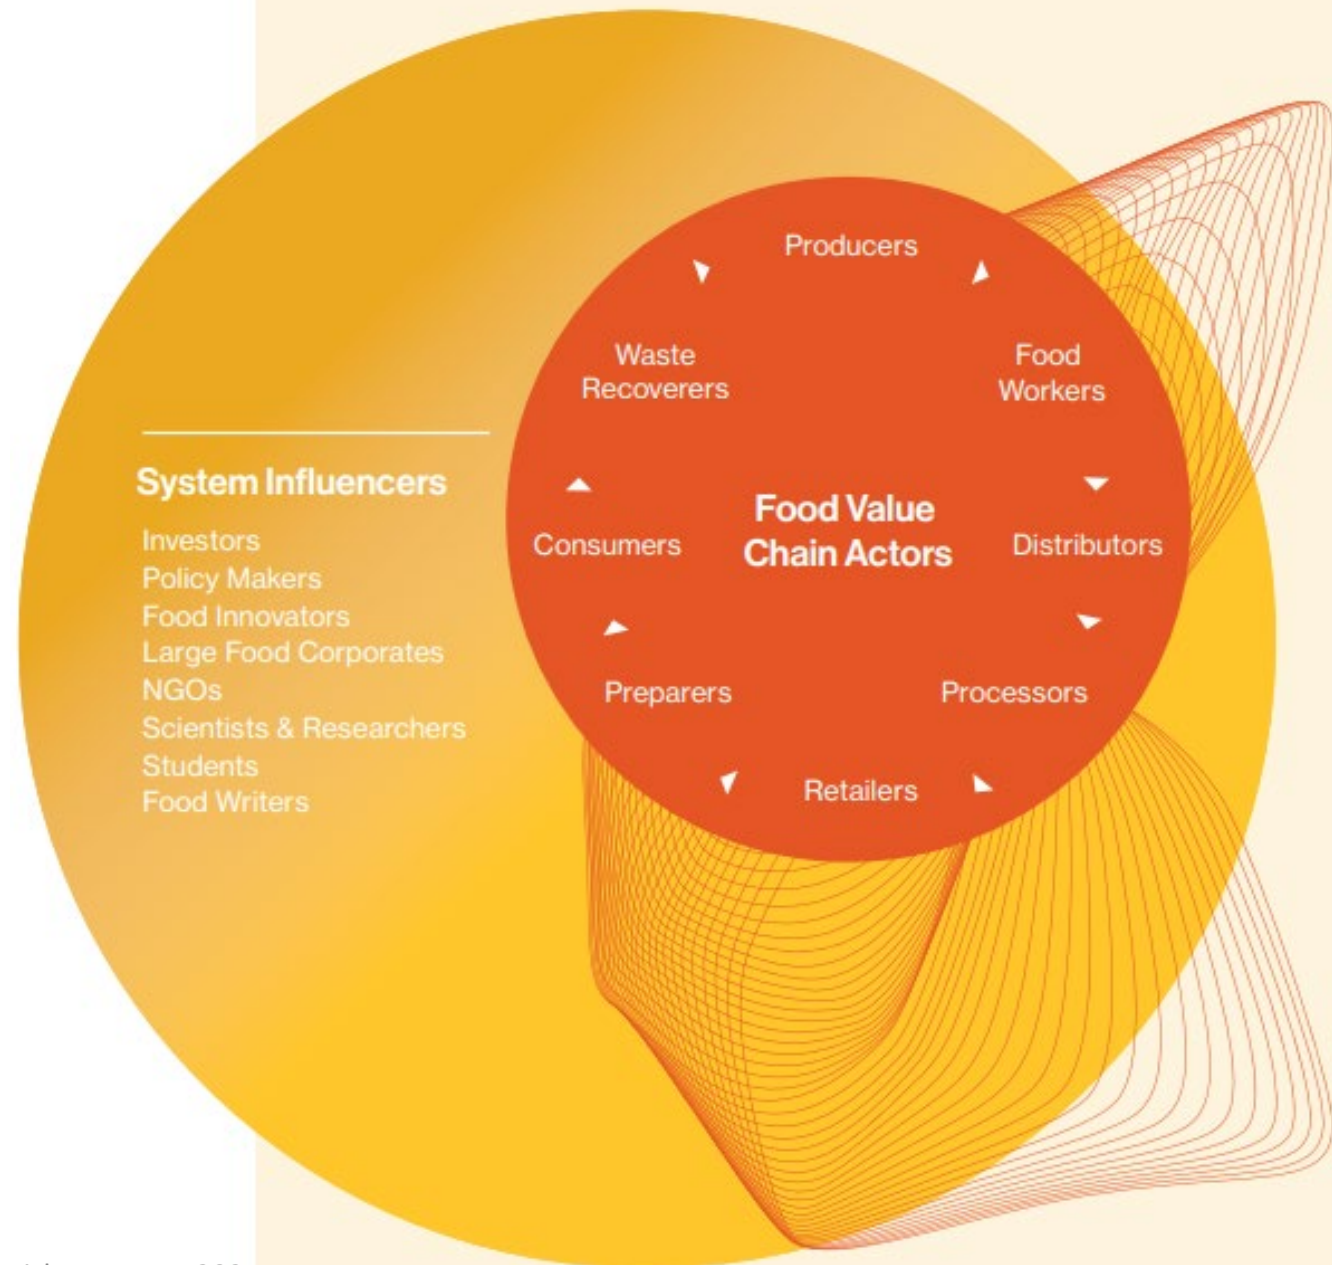 Producers
Waste
Recoverers
Food
Workers
System Influencers
Investors
Policy Makers
Food Innovators
Large Food Corporates
NGOs
Scientists & Researchers
Students
Food Writers
Food Value
Chain Actors
Consumers
Distributors
Preparers
Processors
Retailers